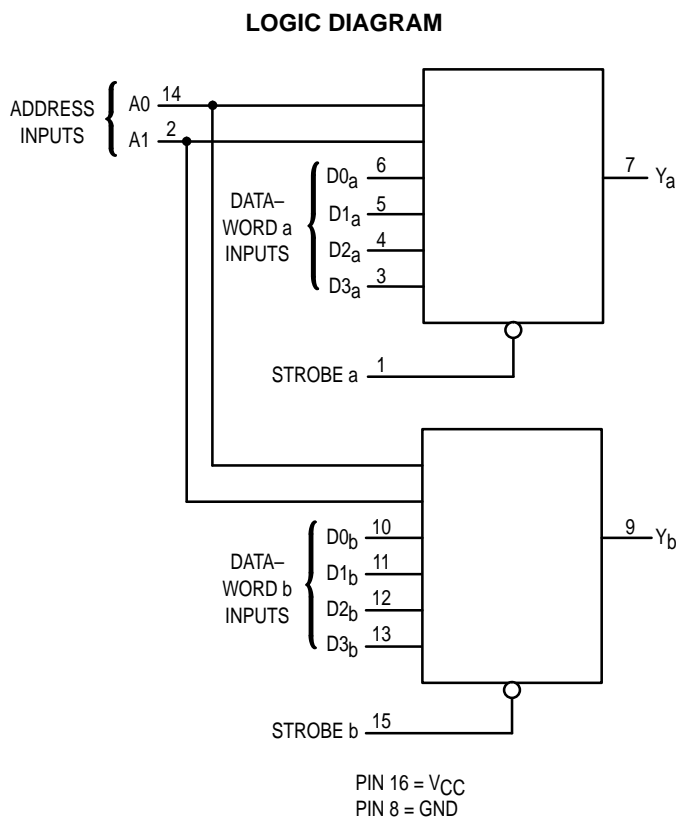 LOGIC DIAGRAM
ADDRESS
INPUTS
A0 14
A1 2
DATA–
WORD a
INPUTS
D0a 6
D1a 5
D2a 4
D3a 3
7 Ya
STROBE a 1
DATA–
WORD b
INPUTS
D0b 10
D1b 11
D2b 12
D3b 13
9 Yb
STROBE b 15
PIN 16 = VCC
PIN 8 = GND